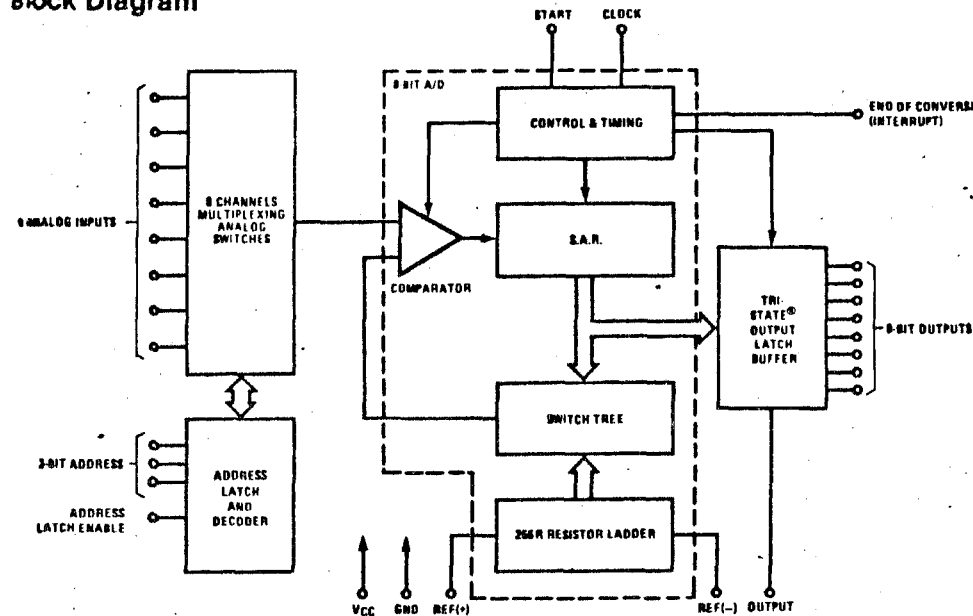 Block Diagram
START
CLOCK
8-BIT A/D
CONTROL & TIMING
END OF CONVERSI
(INTERRUPT)
8 ANALOG INPUTS
8 CHANNELS
MULTIPLEXING
ANALOG
SWITCHES
S.A.R.
COMPARATOR
TRI-
STATE®
OUTPUT
LATCH
BUFFER
8-BIT OUTPUTS
SWITCH TREE
3-BIT ADDRESS
ADDRESS
LATCH ENABLE
ADDRESS
LATCH
AND
DECODER
256R RESISTOR LADDER
VCC
GND
REF(+)
REF(–)
OUTPUT